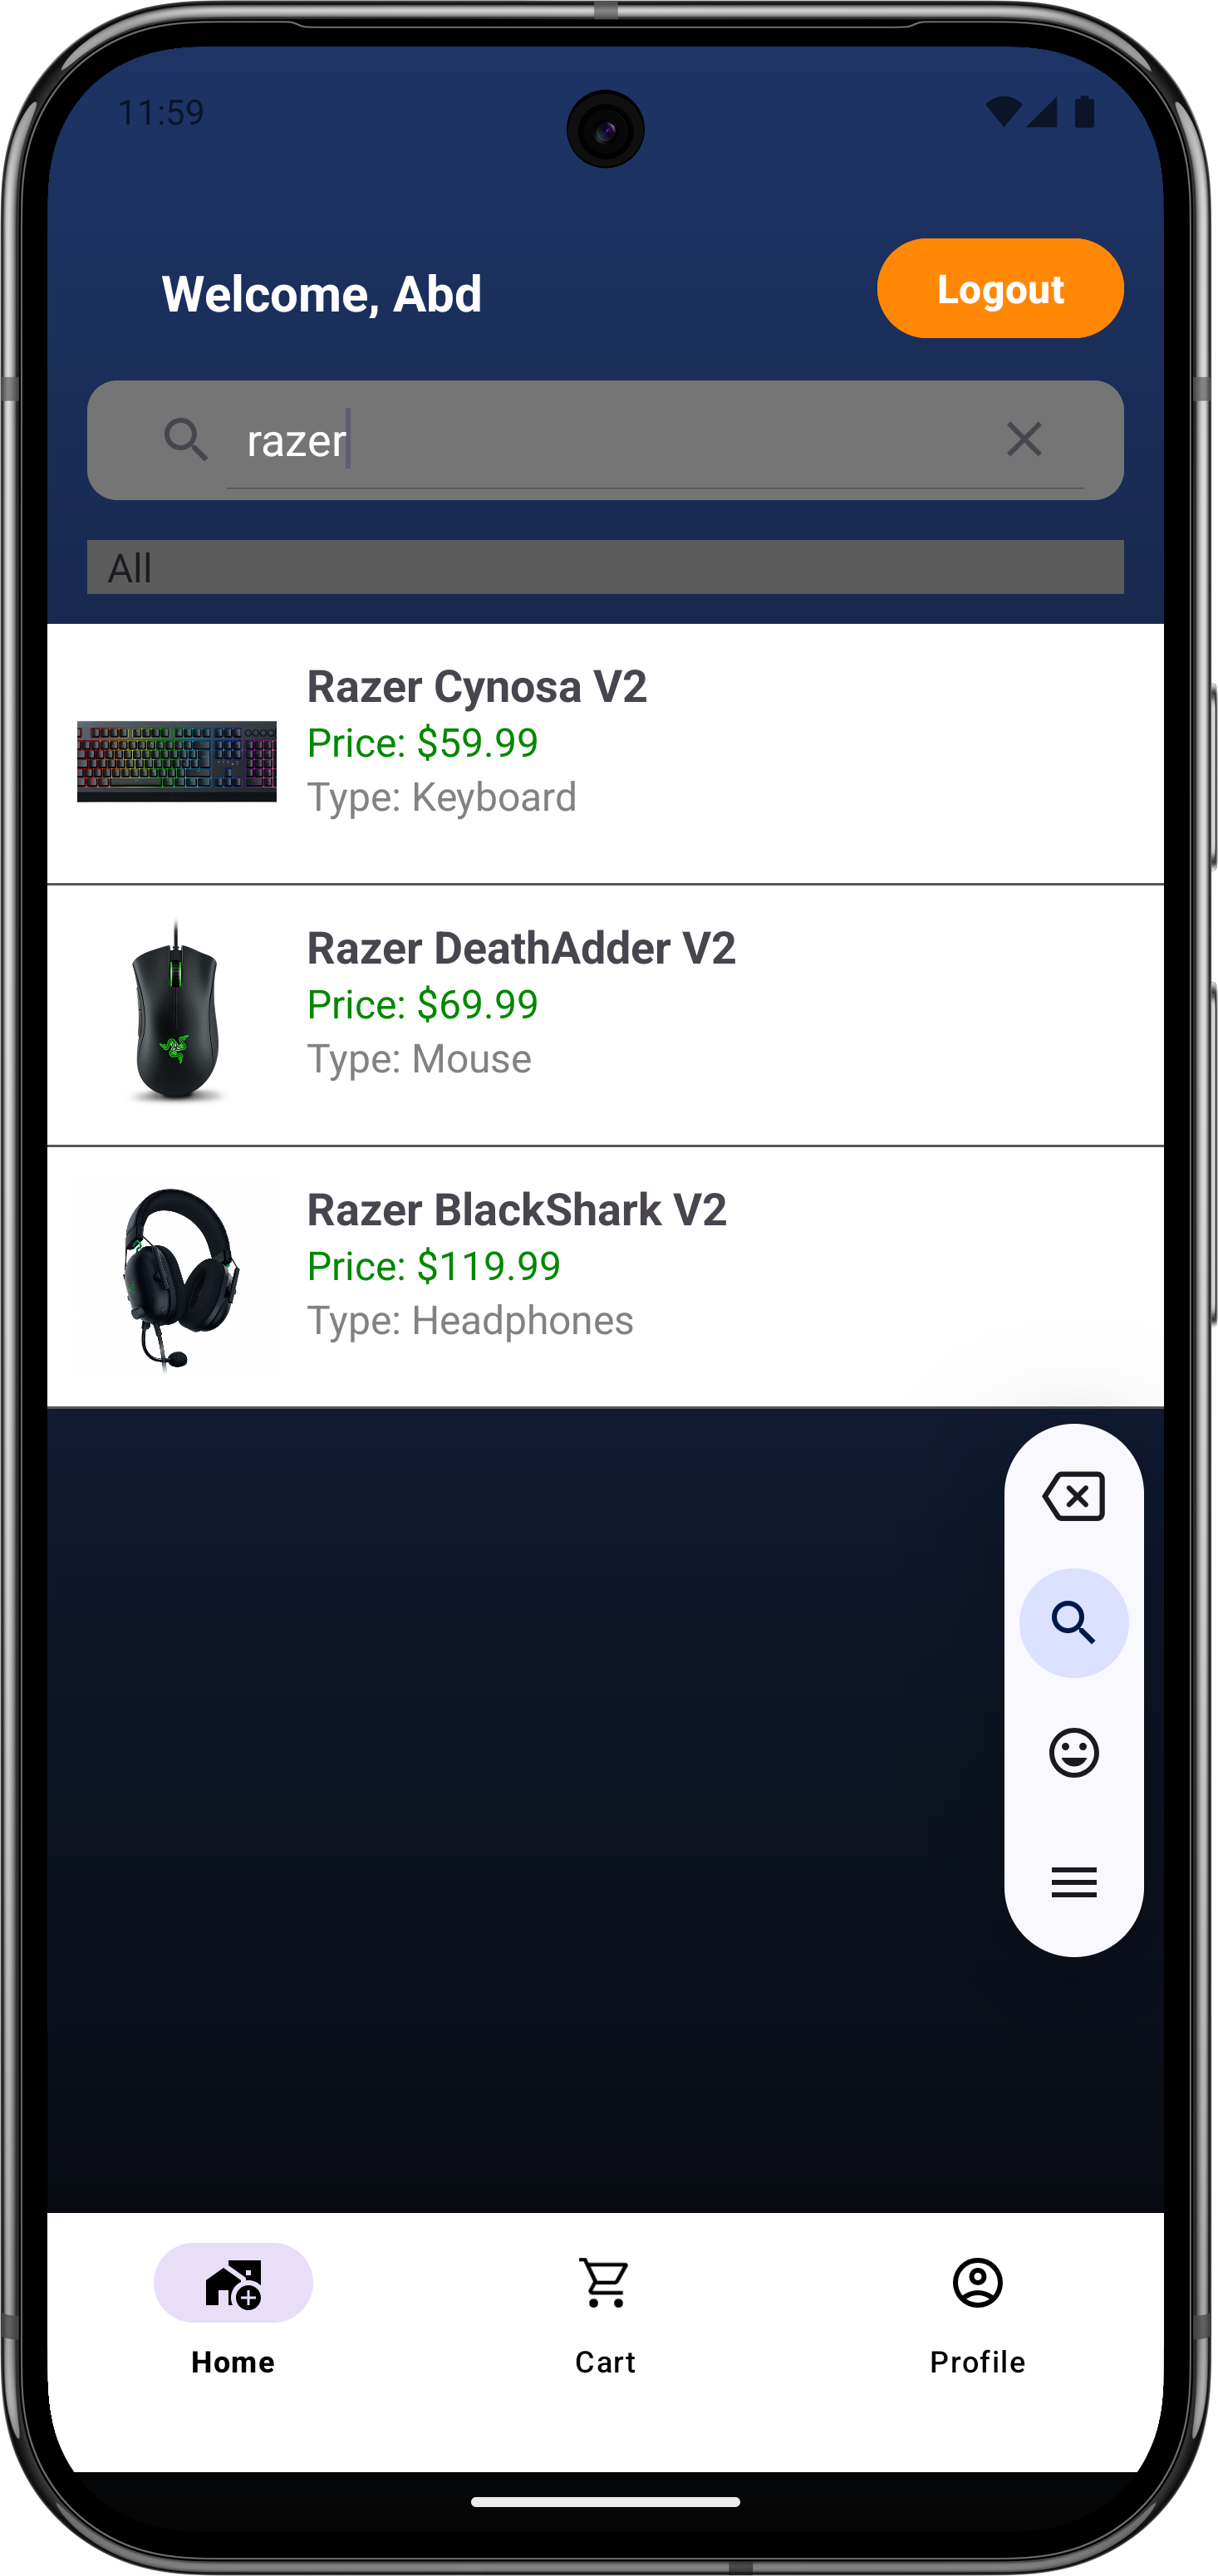 11:59
Welcome, Abd
Logout
razer
All
Razer Cynosa V2
Price: $59.99
Type: Keyboard
Razer DeathAdder V2
Price: $69.99
Type: Mouse
Razer BlackShark V2
Price: $119.99
Type: Headphones
Home
Cart
Profile